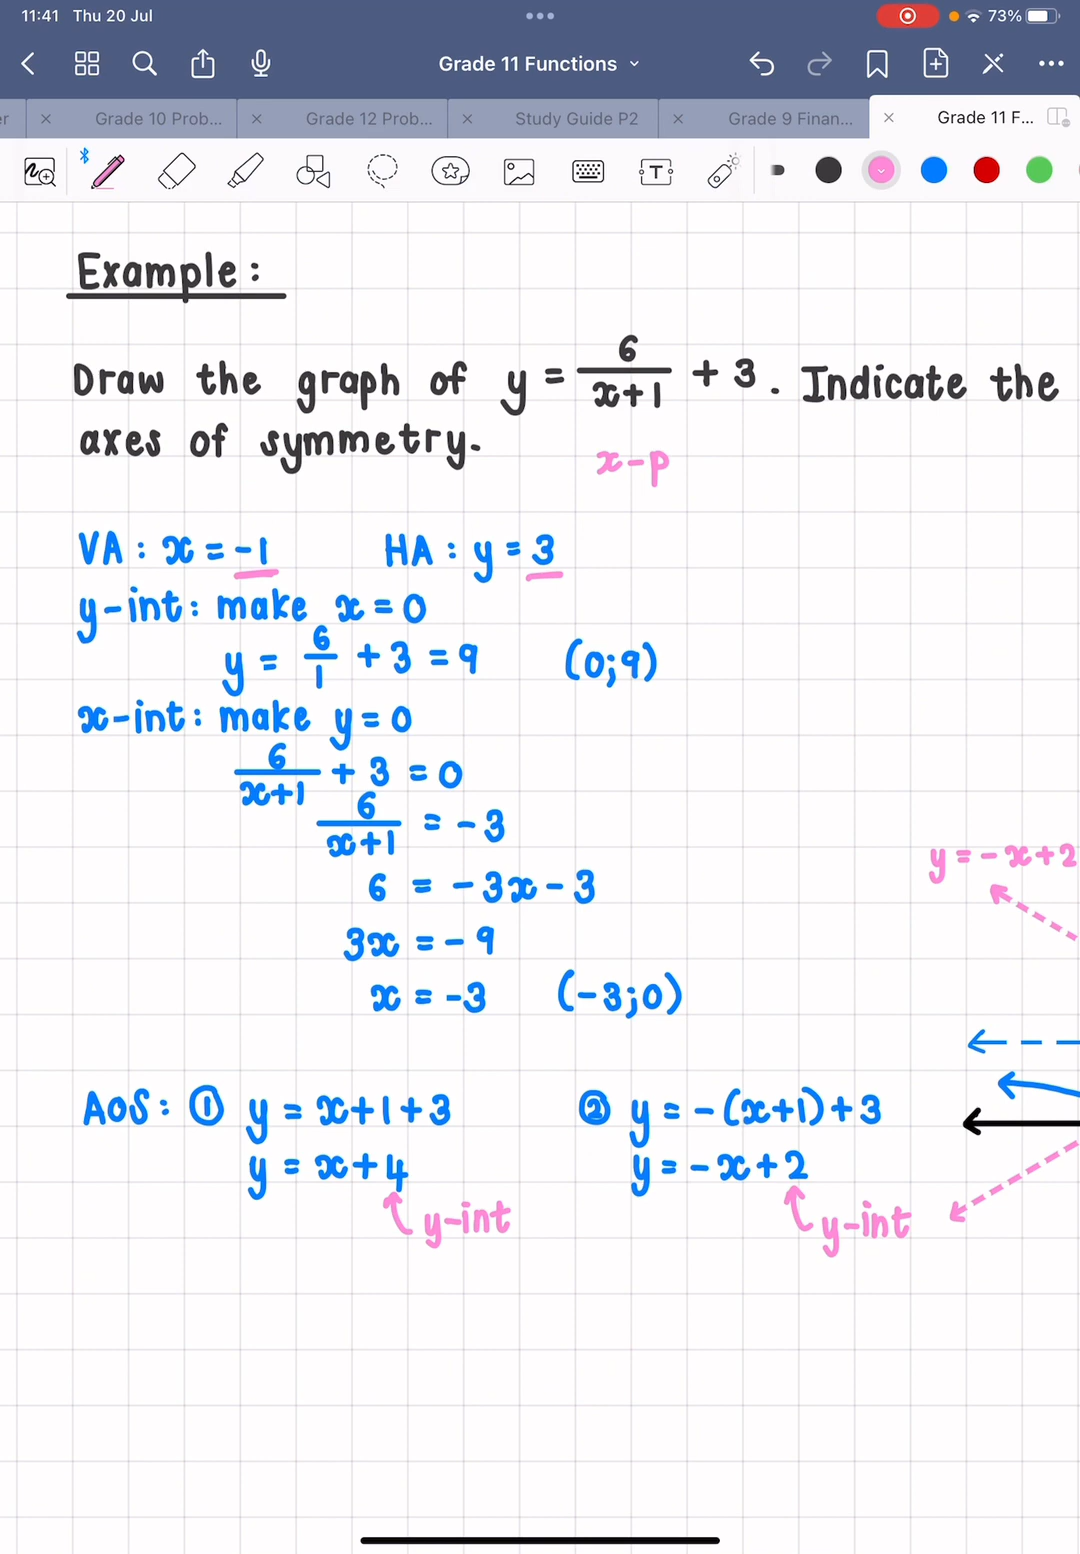 11:41 Thu 20 Jul
73%
Grade 11 Functions
er
Grade 10 Prob...
Grade 12 Prob...
Study Guide P2
Grade 9 Finan...
Grade 11 F...
T
Example:
Draw the graph of y = 6/(x+1) + 3. Indicate the
axes of symmetry.
x-p
VA: x = -1 HA: y = 3
y-int: make x = 0
y = 6/1 + 3 = 9 (0;9)
x-int: make y = 0
6/(x+1) + 3 = 0
6/(x+1) = -3
y = -x+2
6 = -3x-3
3x = -9
x = -3 (-3;0)
AOS: ① y = x+1+3 ② y = -(x+1)+3
y = x+4 y = -x+2
y-int y-int